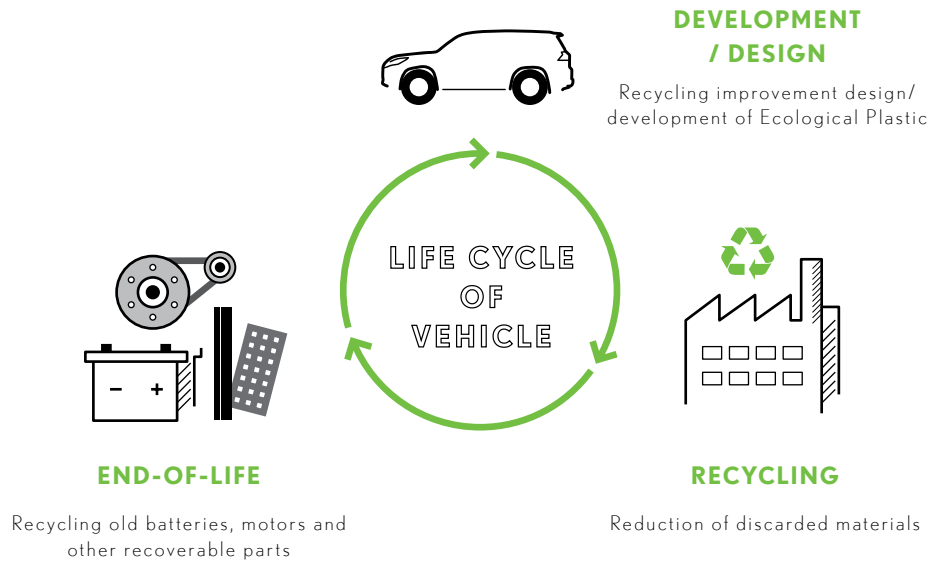 DEVELOPMENT
/ DESIGN
Recycling improvement design/
development of Ecological Plastic
LIFE CYCLE
OF
VEHICLE
− +
END-OF-LIFE
Recycling old batteries, motors and
other recoverable parts
RECYCLING
Reduction of discarded materials